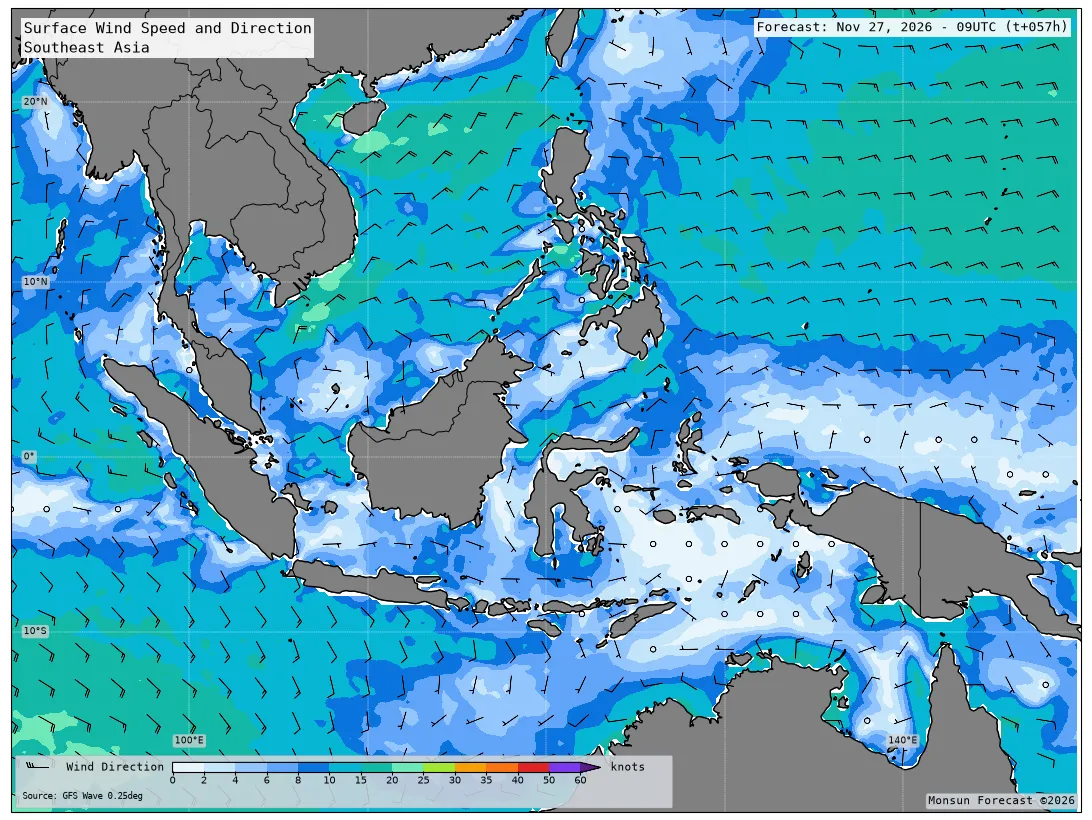 Surface Wind Speed and Direction
Southeast Asia
Forecast: Nov 27, 2026 - 09UTC (t+057h)
20°N
10°N
0°
10°S
100°E
140°E
Wind Direction
0 2 4 6 8 10 15 20 25 30 35 40 50 60
knots
Source: GFS Wave 0.25deg
Monsun Forecast ©2026